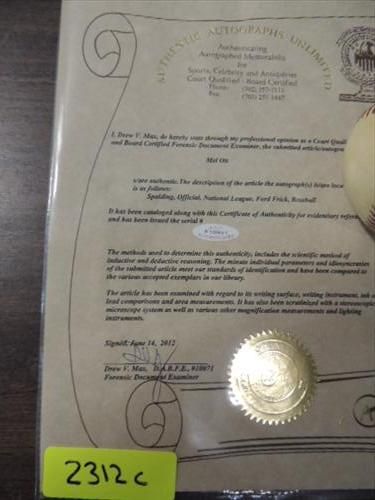 AUTHENTIC AUTOGRAPHS UNLIMITED
Authenticating
Autographed Memorabilia
for
Sports, Celebrity and Antiquities
Court Qualified - Board Certified
Phone:
Fax:
I, Drew V. Max, do hereby state through my professional opinion as a Court Quali
and Board Certified Forensic Document Examiner, the submitted article/autogra
Mel Ott
is/are authentic. The description of the article the autograph(s) is/are loca
is as follows:
Spalding, Official, National League, Ford Frick, Baseball
It has been cataloged along with this Certificate of Authenticity for evidentiary refere
and has been issued the serial #
The methods used to determine this authenticity, includes the scientific method of
inductive and deductive reasoning. The minute individual parameters and idiosyncrasies
of the submitted article meet our standards of identification and have been compared to
the various accepted exemplars in our library.
The article has been examined with regard to its writing surface, writing instrument, ink
lead comparisons and area measurements. It has also been scrutinized with a stereoscopic
microscope system as well as various other magnification measurements and lighting
instruments.
Signed: June 14, 2012
Drew V. Max, D.A.B.F.E., #10071
Forensic Document Examiner
2312c